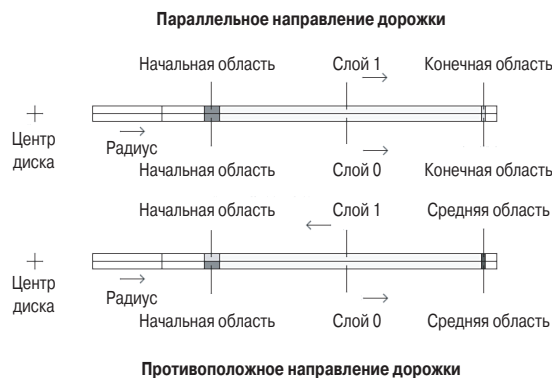 Параллельное направление дорожки
Начальная область Слой 1 Конечная область
Центр диска
Радиус
Начальная область Слой 0 Конечная область
Начальная область Слой 1 Средняя область
Центр диска
Радиус
Начальная область Слой 0 Средняя область
Противоположное направление дорожки